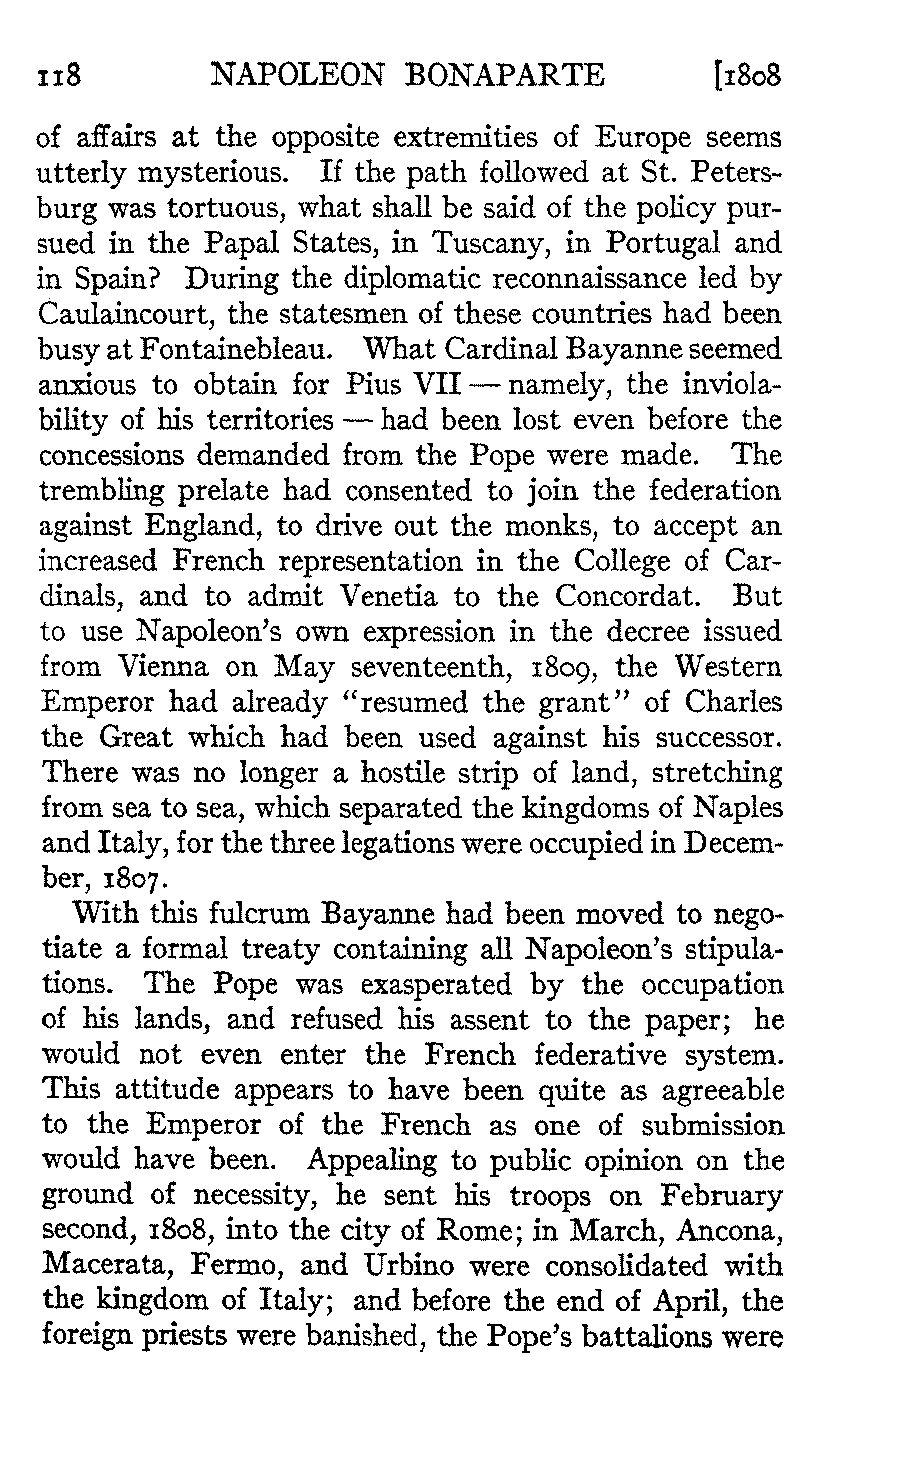 118 NAPOLEON BONAPARTE [1808
of affairs at the opposite extremities of Europe seems
utterly mysterious. If the path followed at St. Peters-
burg was tortuous, what shall be said of the policy pur-
sued in the Papal States, in Tuscany, in Portugal and
in Spain? During the diplomatic reconnaissance led by
Caulaincourt, the statesmen of these countries had been
busy at Fontainebleau. What Cardinal Bayanne seemed
anxious to obtain for Pius VII — namely, the inviola-
bility of his territories — had been lost even before the
concessions demanded from the Pope were made. The
trembling prelate had consented to join the federation
against England, to drive out the monks, to accept an
increased French representation in the College of Car-
dinals, and to admit Venetia to the Concordat. But
to use Napoleon's own expression in the decree issued
from Vienna on May seventeenth, 1809, the Western
Emperor had already "resumed the grant" of Charles
the Great which had been used against his successor.
There was no longer a hostile strip of land, stretching
from sea to sea, which separated the kingdoms of Naples
and Italy, for the three legations were occupied in Decem-
ber, 1807.
With this fulcrum Bayanne had been moved to nego-
tiate a formal treaty containing all Napoleon's stipula-
tions. The Pope was exasperated by the occupation
of his lands, and refused his assent to the paper; he
would not even enter the French federative system.
This attitude appears to have been quite as agreeable
to the Emperor of the French as one of submission
would have been. Appealing to public opinion on the
ground of necessity, he sent his troops on February
second, 1808, into the city of Rome; in March, Ancona,
Macerata, Fermo, and Urbino were consolidated with
the kingdom of Italy; and before the end of April, the
foreign priests were banished, the Pope's battalions were